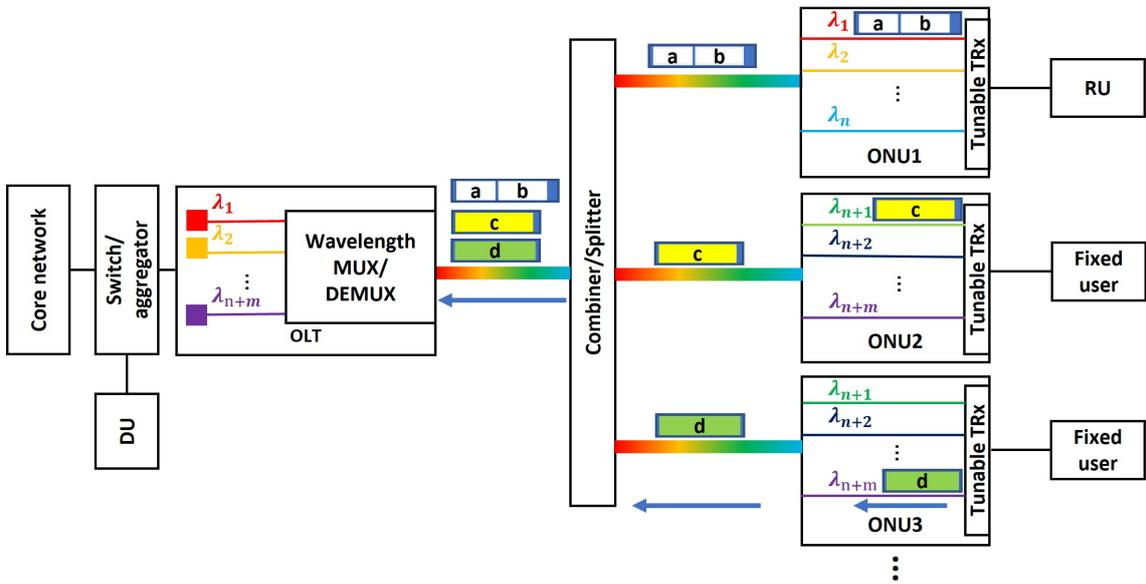 Core network
Switch/
aggregator
DU
λ1
λ2
⋮
λn+m
Wavelength
MUX/
DEMUX
OLT
a b
c
d
Combiner/Splitter
a b
c
d
λ1 a b
λ2
⋮
λn
ONU1
Tunable TRx
RU
λn+1 c
λn+2
⋮
λn+m
ONU2
Tunable TRx
Fixed
user
λn+1
λn+2
⋮
λn+m d
ONU3
Tunable TRx
Fixed
user
⋮